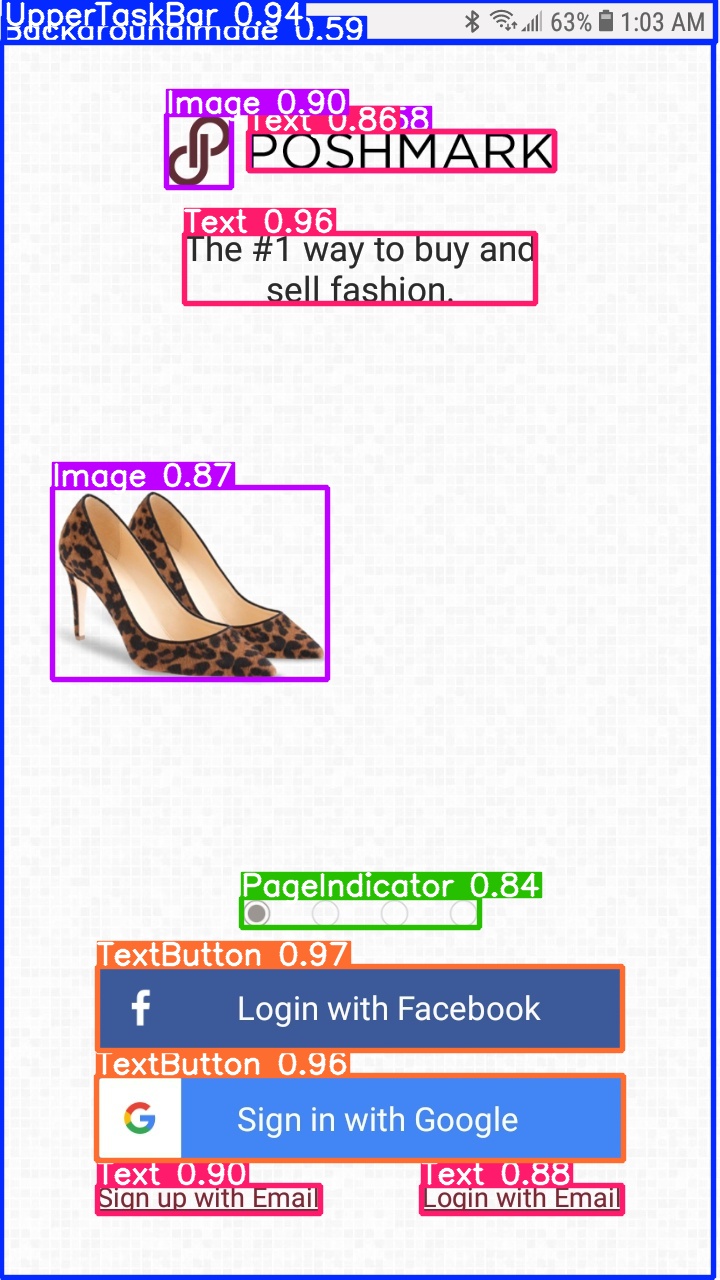 UpperTaskBar 0.94
BackgroundImage 0.59
63% 1:03 AM
Image 0.90
Text 0.86
58
POSHMARK
Text 0.96
The #1 way to buy and
sell fashion.
Image 0.87
PageIndicator 0.84
TextButton 0.97
f Login with Facebook
TextButton 0.96
G Sign in with Google
Text 0.90 Text 0.88
Sign up with Email Login with Email